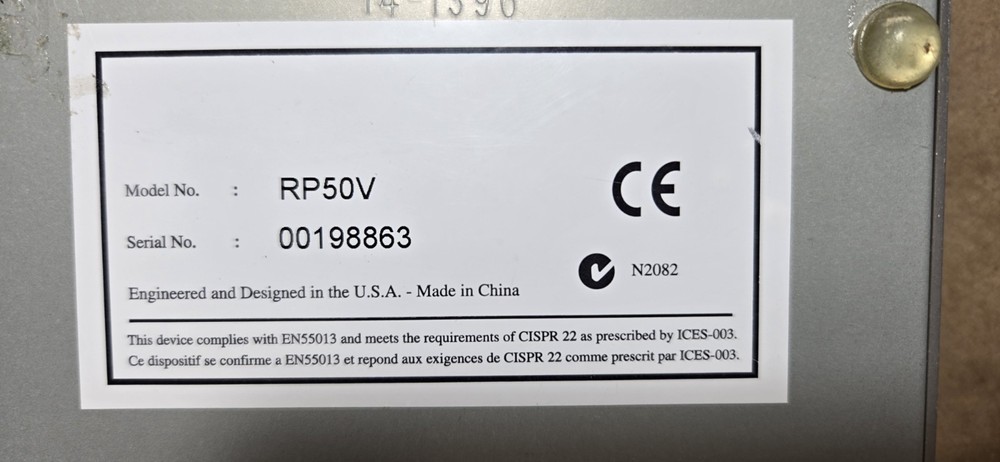 14-1396
Model No. : RP50V
Serial No. : 00198863
CE
N2082
Engineered and Designed in the U.S.A. - Made in China
This device complies with EN55013 and meets the requirements of CISPR 22 as prescribed by ICES-003.
Ce dispositif se confirme a EN55013 et repond aux exigences de CISPR 22 comme prescrit par ICES-003.